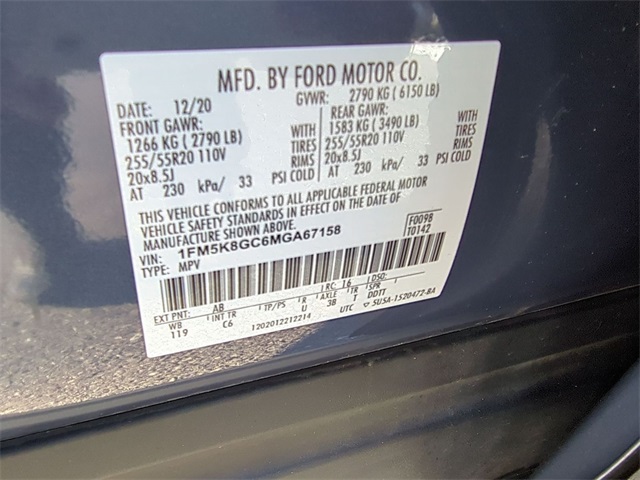 MFD. BY FORD MOTOR CO.
DATE: 12/20 GVWR: 2790 KG ( 6150 LB)
FRONT GAWR: REAR GAWR:
1266 KG ( 2790 LB) WITH 1583 KG ( 3490 LB) WITH
255/55R20 110V TIRES 255/55R20 110V TIRES
20x8.5J RIMS 20x8.5J RIMS
AT 230 kPa/ 33 PSI COLD AT 230 kPa/ 33 PSI COLD
THIS VEHICLE CONFORMS TO ALL APPLICABLE FEDERAL MOTOR
VEHICLE SAFETY STANDARDS IN EFFECT ON THE DATE OF
MANUFACTURE SHOWN ABOVE.
VIN: 1FM5K8GC6MGA67158
TYPE: MPV
F0098
T0142
EXT PNT: AB RC: 16 DSO:
WB INT TR TP/PS R AXLE TR SPR
119 C6 U 3B T DDTT
1202012212214 UTC ▽ 5U5A-1520472-BA